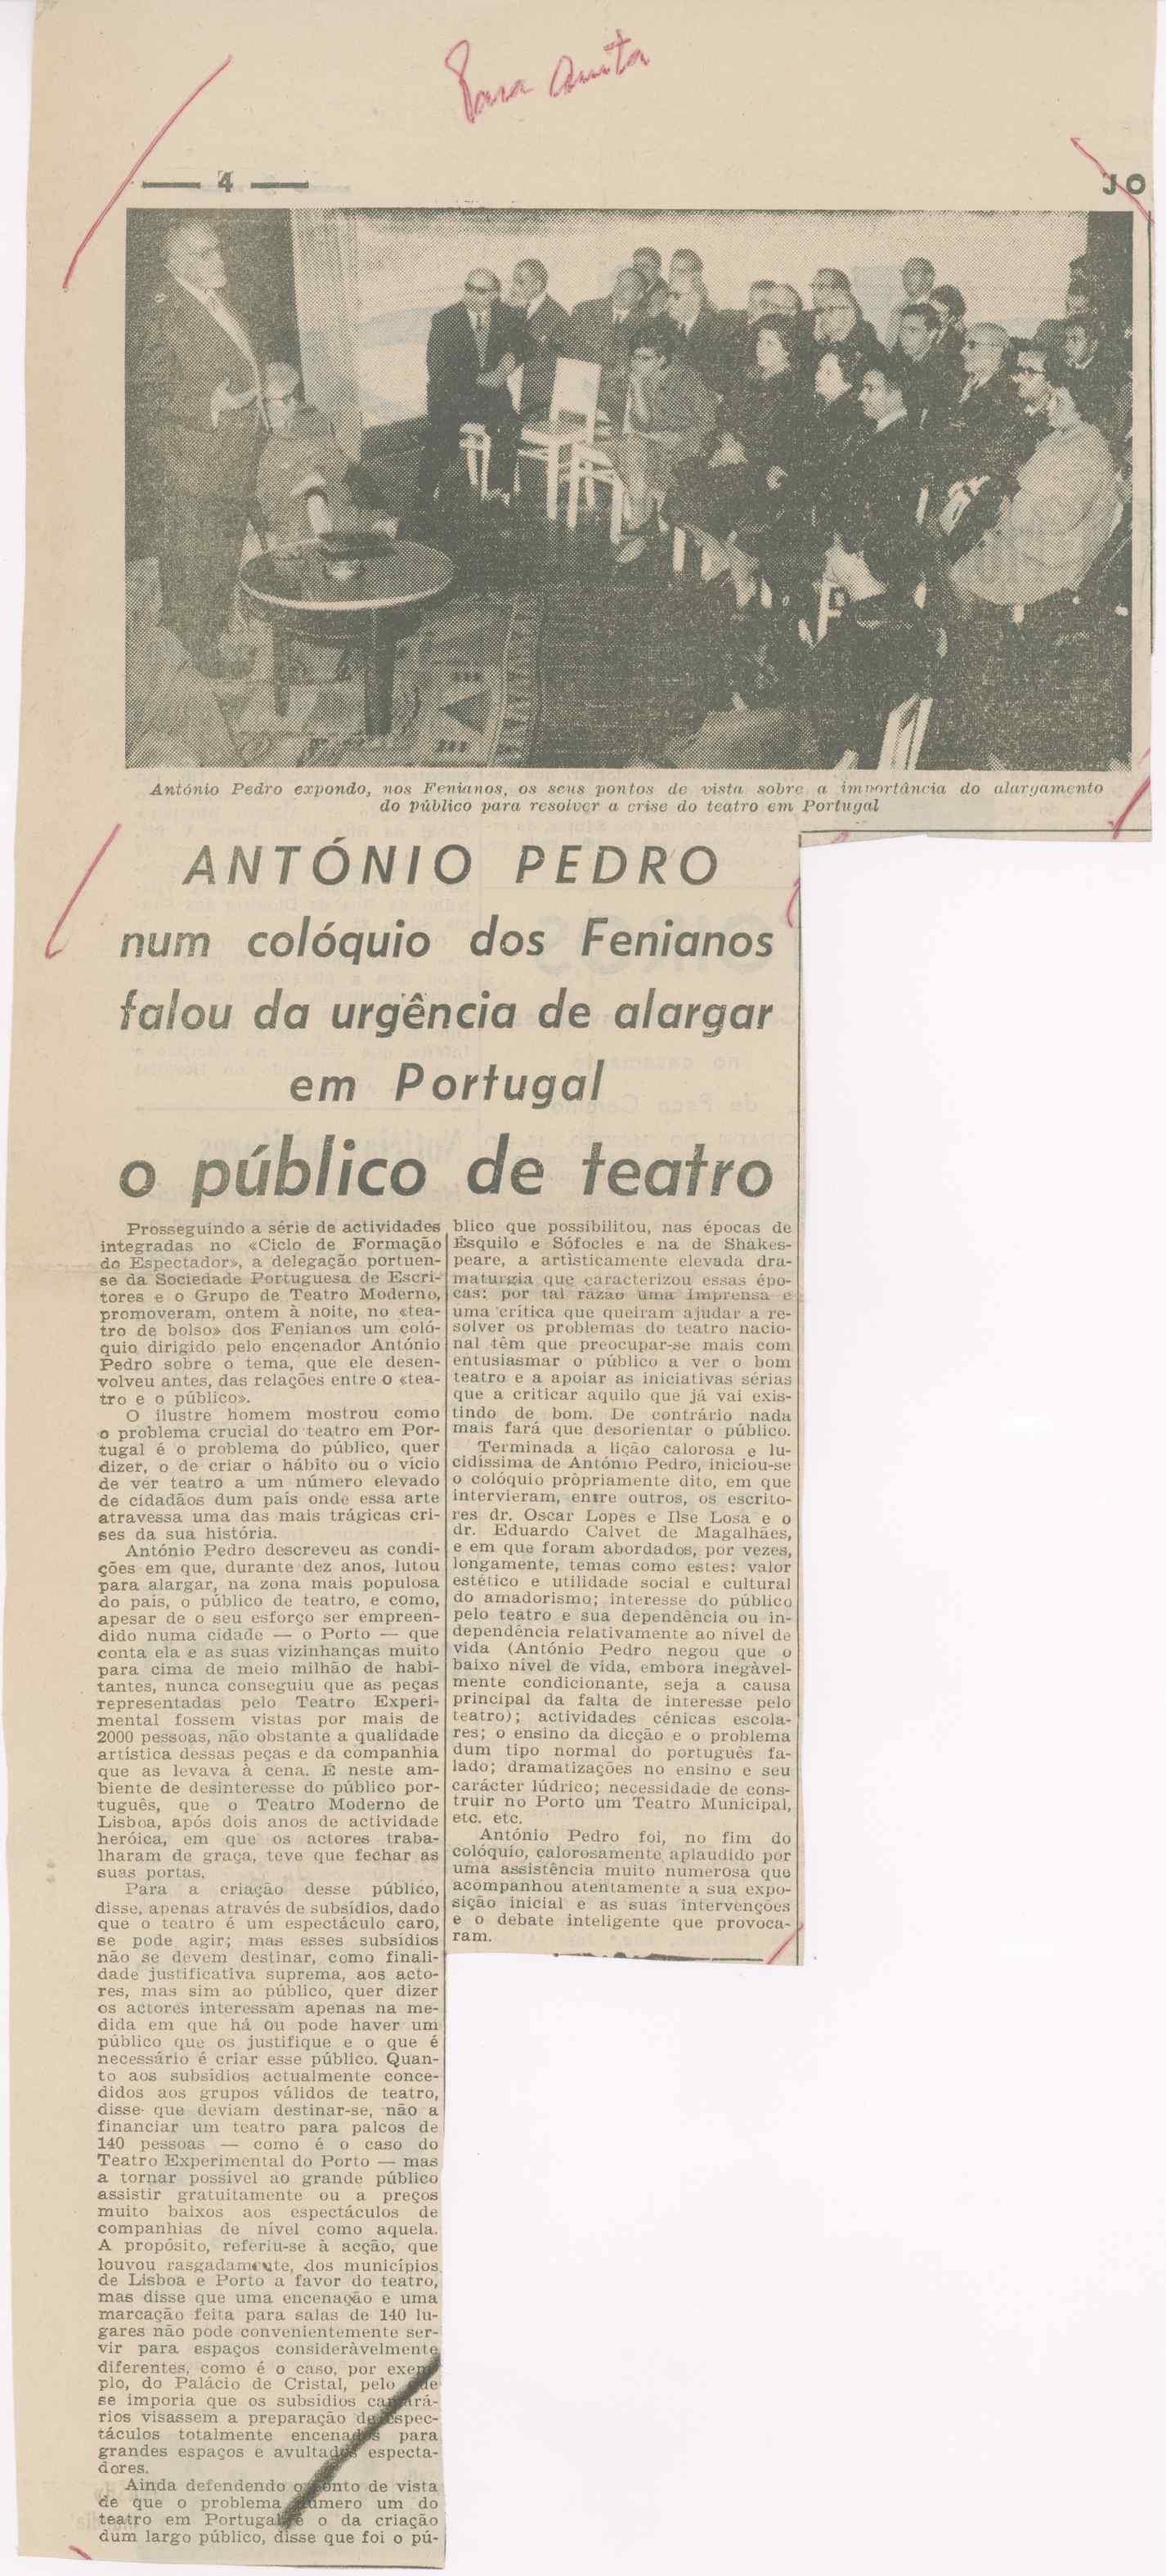 Para Anita
— 4 —
JO
António Pedro expondo, nos Fenianos, os seus pontos de vista sobre a importância do alargamento
do público para resolver a crise do teatro em Portugal
ANTÓNIO PEDRO
num colóquio dos Fenianos
falou da urgência de alargar
em Portugal
o público de teatro
Prosseguindo a série de actividades
integradas no «Ciclo de Formação
do Espectador», a delegação portuen-
se da Sociedade Portuguesa de Escri-
tores e o Grupo de Teatro Moderno,
promoveram, ontem à noite, no «tea-
tro de bolso» dos Fenianos um coló-
quio dirigido pelo encenador António
Pedro sobre o tema, que ele desen-
volveu antes, das relações entre o «tea-
tro e o público».
O ilustre homem mostrou como
o problema crucial do teatro em Por-
tugal é o problema do público, quer
dizer, o de criar o hábito ou o vício
de ver teatro a um número elevado
de cidadãos dum país onde essa arte
atravessa uma das mais trágicas cri-
ses da sua história.
António Pedro descreveu as condi-
ções em que, durante dez anos, lutou
para alargar, na zona mais populosa
do país, o público de teatro, e como,
apesar de o seu esforço ser empreen-
dido numa cidade — o Porto — que
conta ela e as suas vizinhanças muito
para cima de meio milhão de habi-
tantes, nunca conseguiu que as peças
representadas pelo Teatro Experi-
mental fossem vistas por mais de
2000 pessoas, não obstante a qualidade
artística dessas peças e da companhia
que as levava à cena. É neste am-
biente de desinteresse do público por-
tuguês, que o Teatro Moderno de
Lisboa, após dois anos de actividade
heróica, em que os actores traba-
lharam de graça, teve que fechar as
suas portas.
Para a criação desse público,
disse, apenas através de subsídios, dado
que o teatro é um espectáculo caro,
se pode agir; mas esses subsídios
não se devem destinar, como finali-
dade justificativa suprema, aos acto-
res, mas sim ao público, quer dizer
os actores interessam apenas na me-
dida em que há ou pode haver um
público que os justifique e o que é
necessário é criar esse público. Quan-
to aos subsídios actualmente conce-
didos aos grupos válidos de teatro,
disse que deviam destinar-se, não a
financiar um teatro para palcos de
140 pessoas — como é o caso do
Teatro Experimental do Porto — mas
a tornar possível ao grande público
assistir gratuitamente ou a preços
muito baixos aos espectáculos de
companhias de nível como aquela.
A propósito, referiu-se à acção, que
louvou rasgadamente, dos municípios
de Lisboa e Porto a favor do teatro,
mas disse que uma encenação e uma
marcação feita para salas de 140 lu-
gares não pode convenientemente ser-
vir para espaços consideràvelmente
diferentes, como é o caso, por exem-
plo, do Palácio de Cristal, pelo que
se imporia que os subsídios camará-
rios visassem a preparação de espec-
táculos totalmente encenados para
grandes espaços e avultados especta-
dores.
Ainda defendendo o ponto de vista
de que o problema número um do
teatro em Portugal é o da criação
dum largo público, disse que foi o pú-
blico que possibilitou, nas épocas de
Ésquilo e Sófocles e na de Shakes-
peare, a artisticamente elevada dra-
maturgia que caracterizou essas épo-
cas: por tal razão uma imprensa e
uma crítica que queiram ajudar a re-
solver os problemas do teatro nacio-
nal têm que preocupar-se mais com
entusiasmar o público a ver o bom
teatro e a apoiar as iniciativas sérias
que a criticar aquilo que já vai exis-
tindo de bom. De contrário nada
mais fará que desorientar o público.
Terminada a lição calorosa e lu-
cidíssima de António Pedro, iniciou-se
o colóquio pròpriamente dito, em que
intervieram, entre outros, os escrito-
res dr. Oscar Lopes e Ilse Losa e o
dr. Eduardo Calvet de Magalhães,
e em que foram abordados, por vezes,
longamente, temas como estes: valor
estético e utilidade social e cultural
do amadorismo; interesse do público
pelo teatro e sua dependência ou in-
dependência relativamente ao nível de
vida (António Pedro negou que o
baixo nível de vida, embora inegàvel-
mente condicionante, seja a causa
principal da falta de interesse pelo
teatro); actividades cénicas escola-
res; o ensino da dicção e o problema
dum tipo normal do português fa-
lado; dramatizações no ensino e seu
carácter lúdrico; necessidade de cons-
truir no Porto um Teatro Municipal,
etc. etc.
António Pedro foi, no fim do
colóquio, calorosamente aplaudido por
uma assistência muito numerosa que
acompanhou atentamente a sua expo-
sição inicial e as suas intervenções
e o debate inteligente que provoca-
ram.